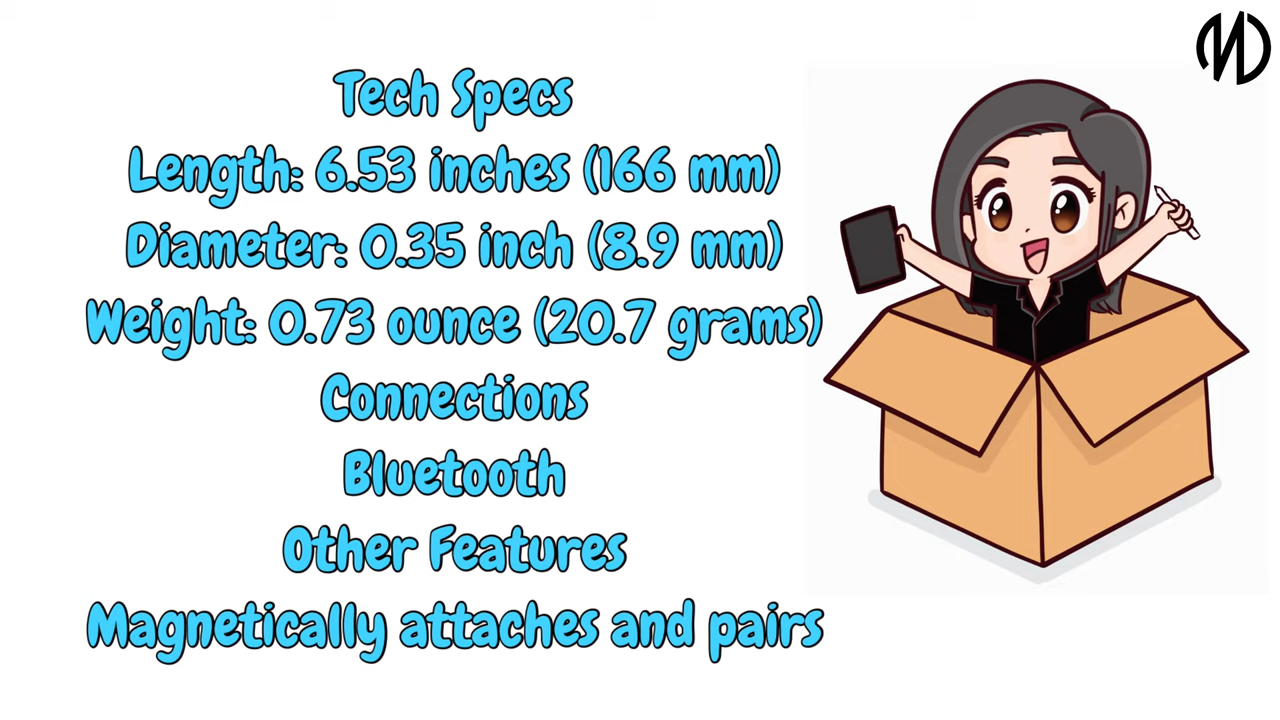 Tech Specs
Length: 6.53 inches (166 mm)
Diameter: 0.35 inch (8.9 mm)
Weight: 0.73 ounce (20.7 grams)
Connections
Bluetooth
Other Features
Magnetically attaches and pairs